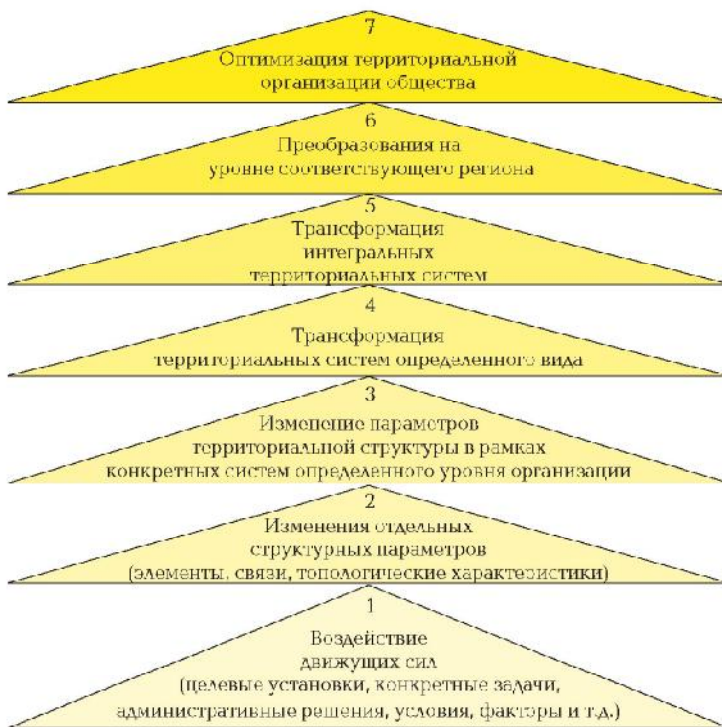 7
Оптимизация территориальной
организации общества
6
Преобразования на
уровне соответствующего региона
5
Трансформация
интегральных
территориальных систем
4
Трансформация
территориальных систем определенного вида
3
Изменение параметров
территориальной структуры в рамках
конкретных систем определенного уровня организации
2
Изменения отдельных
структурных параметров
(элементы, связи, топологические характеристики)
1
Воздействие
движущих сил
(целевые установки, конкретные задачи,
административные решения, условия, факторы и т.д.)